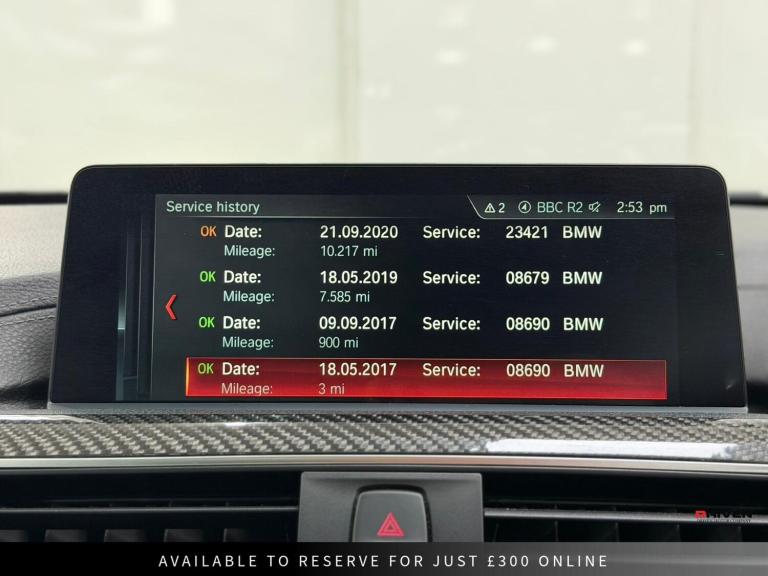 Service history 2 BBC R2 2:53 pm
OK Date: 21.09.2020 Service: 23421 BMW
Mileage: 10.217 mi
OK Date: 18.05.2019 Service: 08679 BMW
Mileage: 7.585 mi
OK Date: 09.09.2017 Service: 08690 BMW
Mileage: 900 mi
OK Date: 18.05.2017 Service: 08690 BMW
Mileage: 3 mi
AVAILABLE TO RESERVE FOR JUST £300 ONLINE